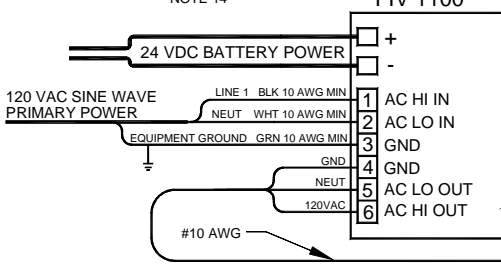 NOTE 14
24 VDC BATTERY POWER
+
-
120 VAC SINE WAVE
PRIMARY POWER
LINE 1 BLK 10 AWG MIN
NEUT WHT 10 AWG MIN
EQUIPMENT GROUND GRN 10 AWG MIN
GND
NEUT
120VAC
1 AC HI IN
2 AC LO IN
3 GND
4 GND
5 AC LO OUT
6 AC HI OUT
#10 AWG